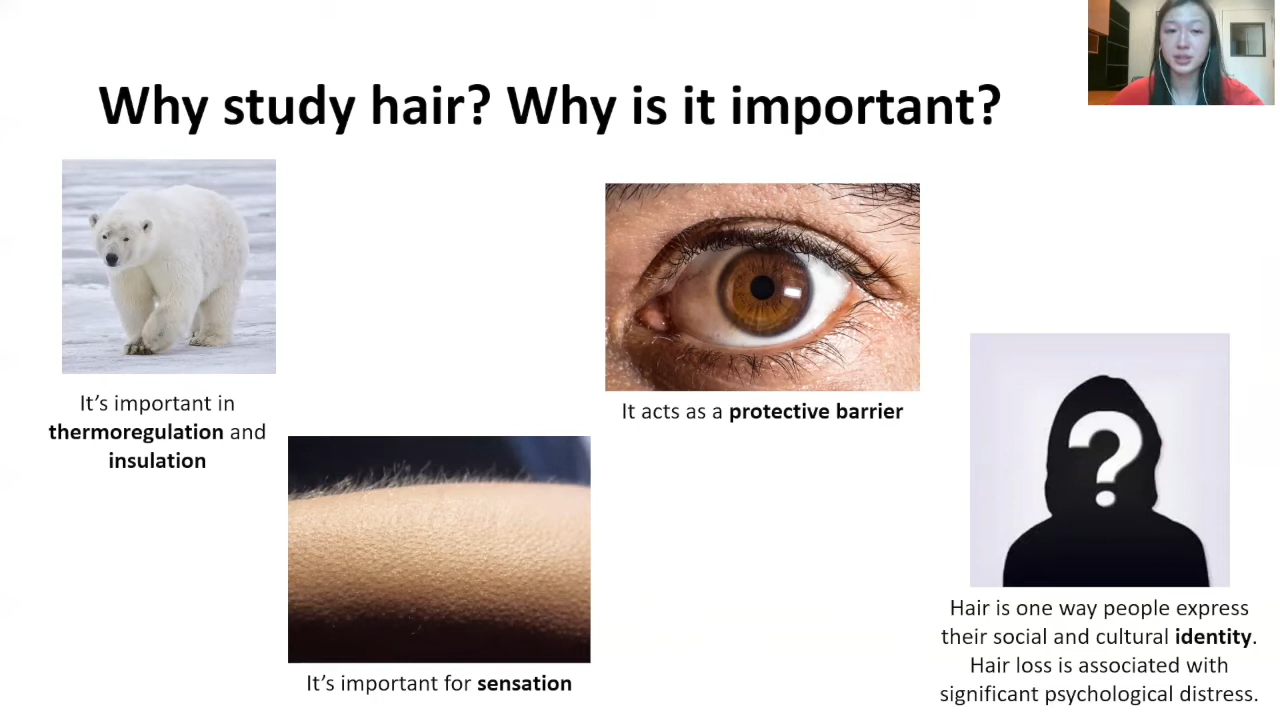 Why study hair? Why is it important?
It’s important in
thermoregulation and
insulation
It’s important for sensation
It acts as a protective barrier
?
Hair is one way people express
their social and cultural identity.
Hair loss is associated with
significant psychological distress.